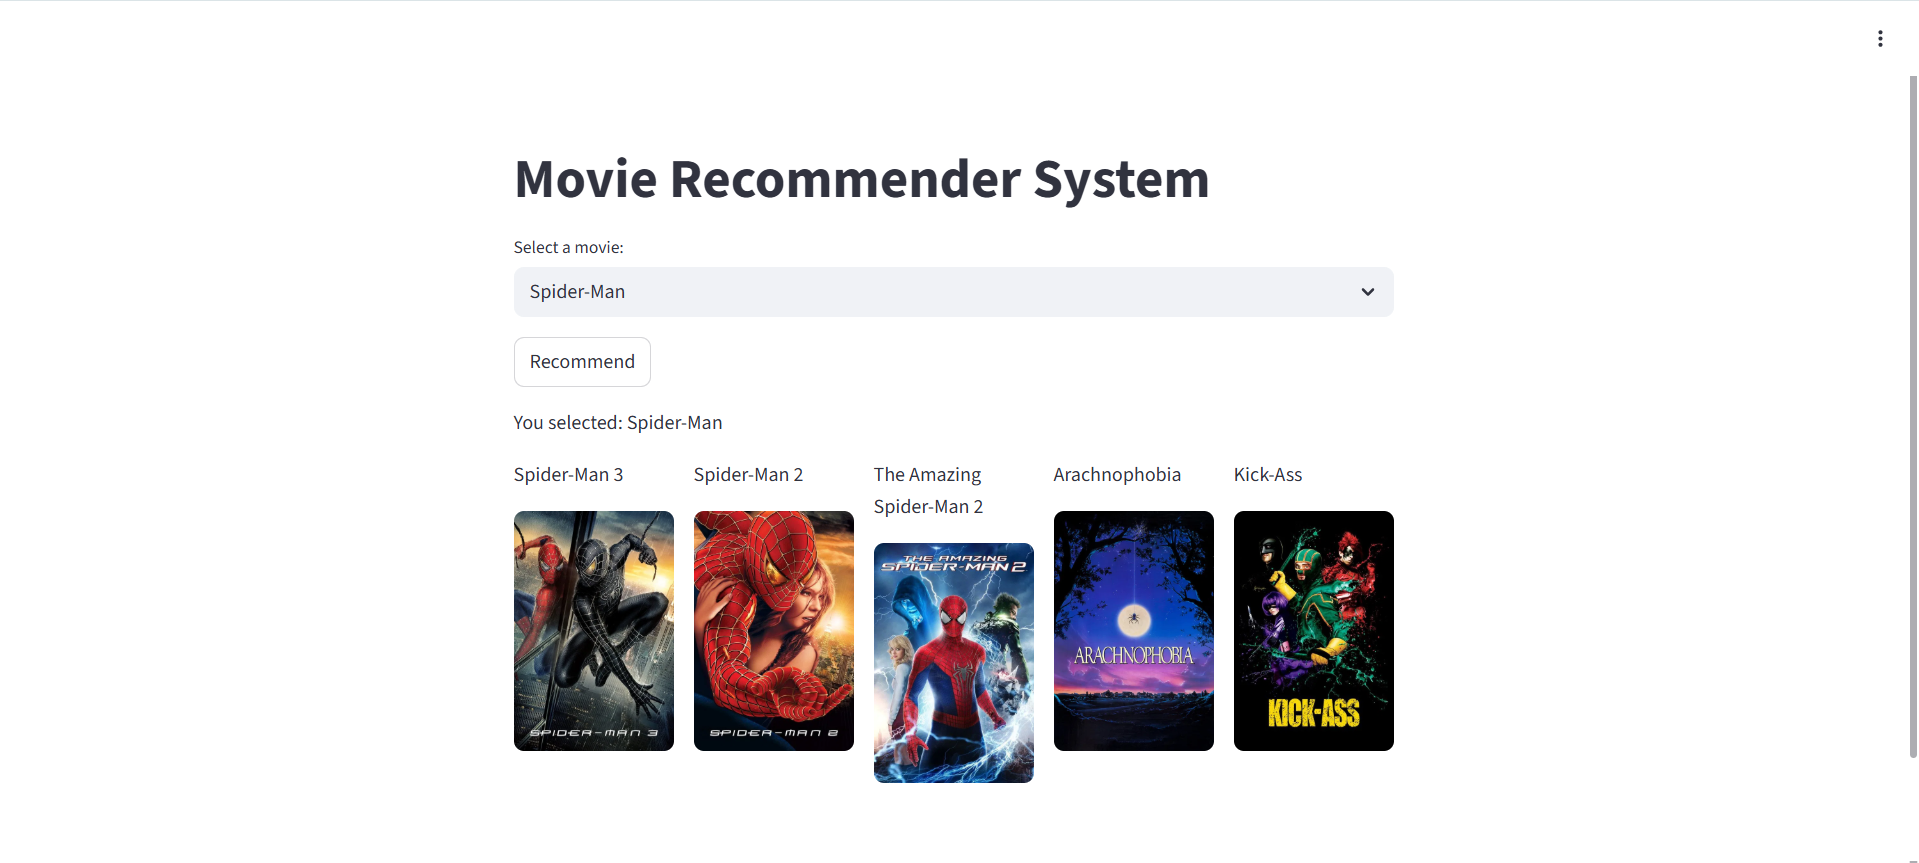 Movie Recommender System
Select a movie:
Spider-Man
Recommend
You selected: Spider-Man
Spider-Man 3
Spider-Man 2
The Amazing
Spider-Man 2
Arachnophobia
Kick-Ass
SPIDER-MAN 3
SPIDER-MAN 2
THE AMAZING
SPIDER-MAN 2
ARACHNOPHOBIA
KICK-ASS